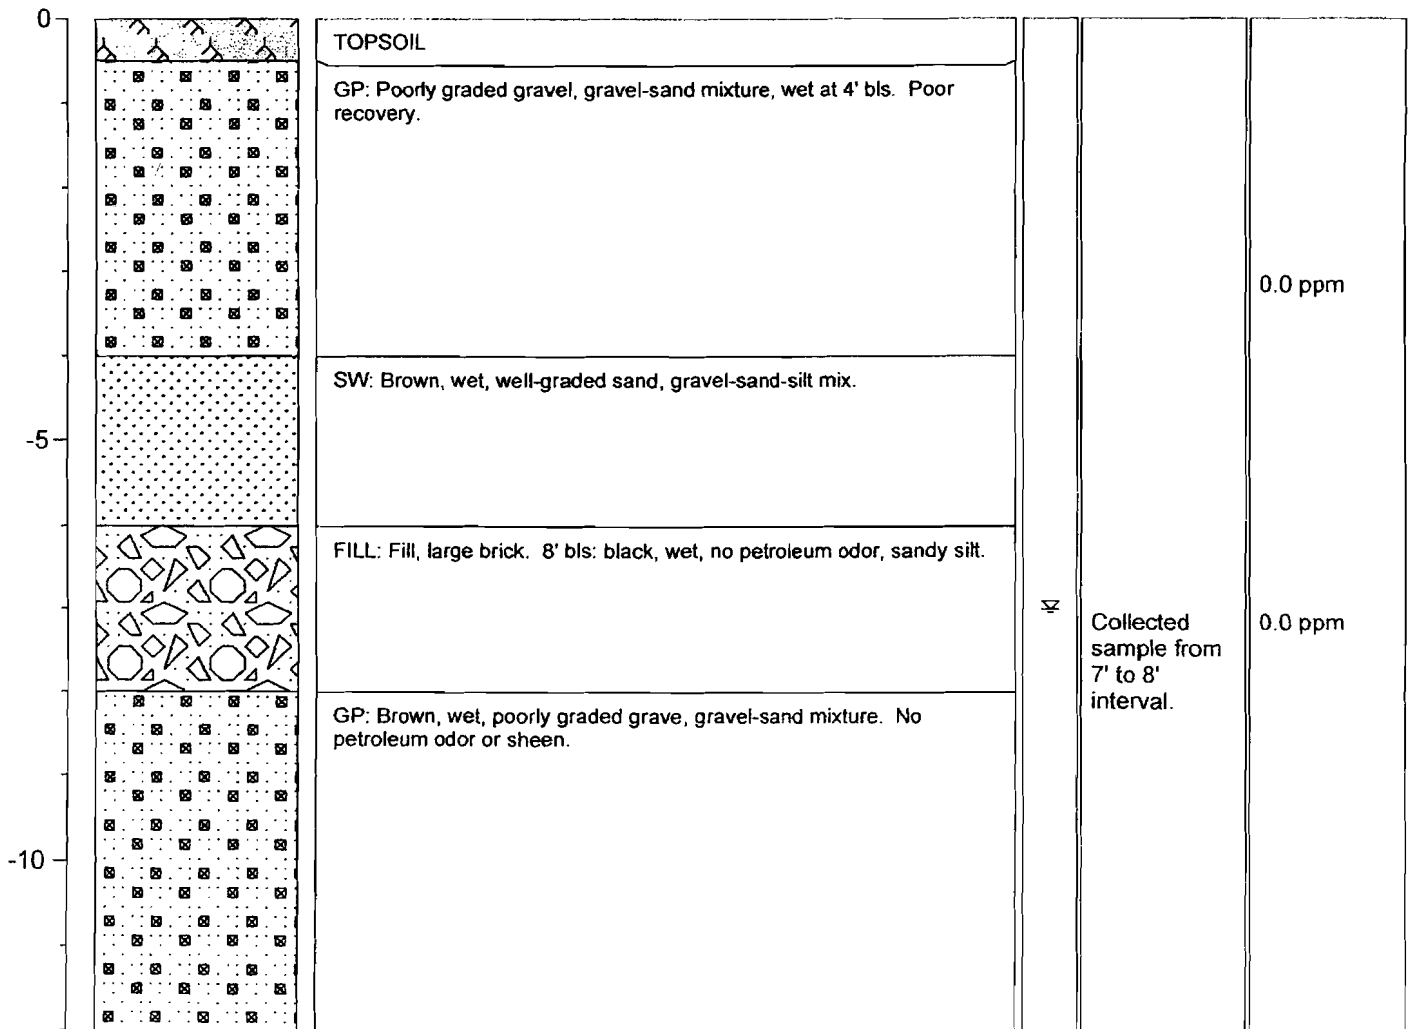 0
TOPSOIL
GP: Poorly graded gravel, gravel-sand mixture, wet at 4' bls. Poor
recovery.
0.0 ppm
SW: Brown, wet, well-graded sand, gravel-sand-silt mix.
-5
FILL: Fill, large brick. 8' bls: black, wet, no petroleum odor, sandy silt.
Collected
sample from
7' to 8'
interval.
0.0 ppm
GP: Brown, wet, poorly graded grave, gravel-sand mixture. No
petroleum odor or sheen.
-10